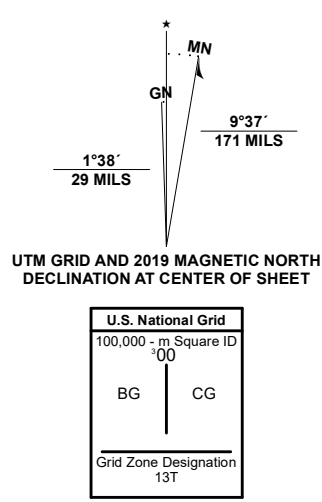 ★
MN
GN
9°37´
171 MILS
1°38´
29 MILS
UTM GRID AND 2019 MAGNETIC NORTH
DECLINATION AT CENTER OF SHEET
U.S. National Grid
100,000 - m Square ID
³00
BG CG
Grid Zone Designation
13T